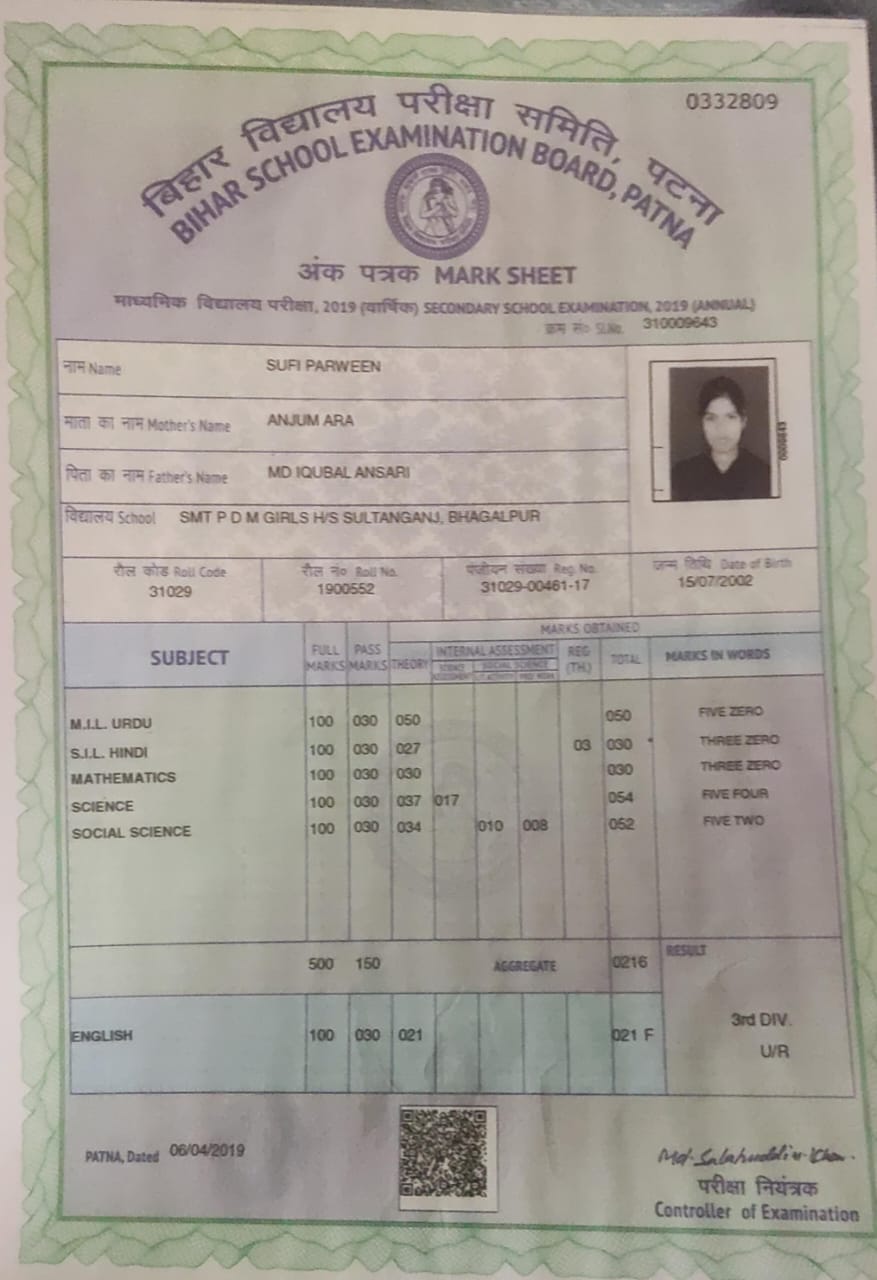 0332809
बिहार विद्यालय परीक्षा समिति, पटना
BIHAR SCHOOL EXAMINATION BOARD, PATNA
अंक पत्रक MARK SHEET
माध्यमिक विद्यालय परीक्षा, 2019 (वार्षिक) SECONDARY SCHOOL EXAMINATION, 2019 (ANNUAL)
क्रम सं० Sl.No. 310009643
नाम Name SUFI PARWEEN
माता का नाम Mother's Name ANJUM ARA
पिता का नाम Father's Name MD IQUBAL ANSARI
विद्यालय School SMT P D M GIRLS H/S SULTANGANJ, BHAGALPUR
रौल कोड Roll Code रौल नं० Roll No. पंजीयन संख्या Reg. No. जन्म तिथि Date of Birth
31029 1900552 31029-00461-17 15/07/2002
MARKS OBTAINED
SUBJECT FULL MARKS PASS MARKS THEORY INTERNAL ASSESSMENT REG (TH.) TOTAL MARKS IN WORDS
SOCIAL SCIENCE
M.I.L. URDU 100 030 050 050 FIVE ZERO
S.I.L. HINDI 100 030 027 03 030 * THREE ZERO
MATHEMATICS 100 030 030 030 THREE ZERO
SCIENCE 100 030 037 017 054 FIVE FOUR
SOCIAL SCIENCE 100 030 034 010 008 052 FIVE TWO
500 150 AGGREGATE 0216 RESULT
3rd DIV.
ENGLISH 100 030 021 021 F
U/R
PATNA, Dated 06/04/2019
Md. Salahuddin Khan.
परीक्षा नियंत्रक
Controller of Examination